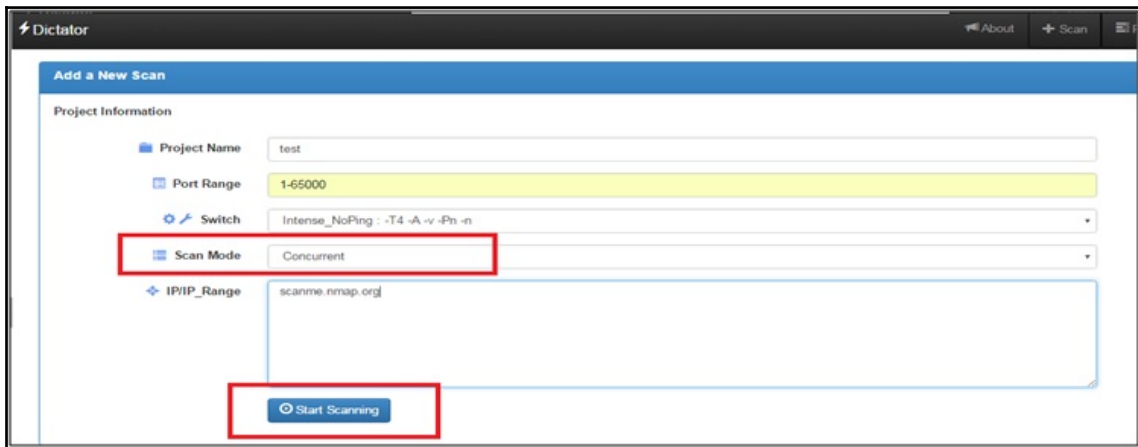 Dictator
About
Scan
Add a New Scan
Project Information
Project Name test
Port Range 1-65000
Switch Intense_NoPing : -T4 -A -v -Pn -n
Scan Mode Concurrent
IP/IP_Range scanme.nmap.org
Start Scanning